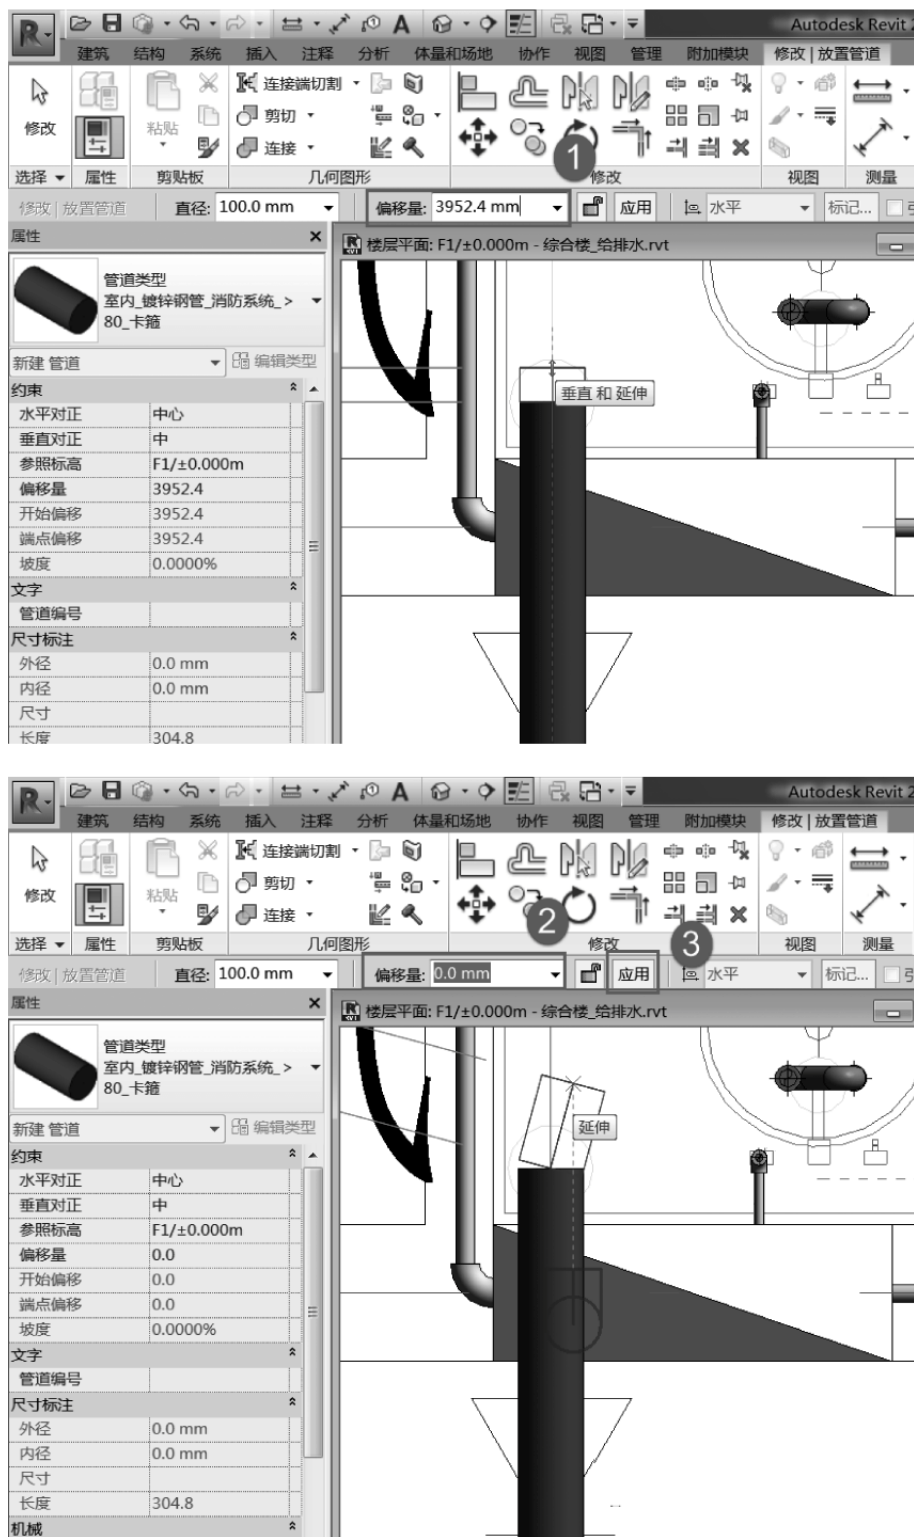 Autodesk Revit 2
建筑 结构 系统 插入 注释 分析 体量和场地 协作 视图 管理 附加模块 修改 | 放置管道
连接端切割
剪切
修改 粘贴 连接
1
选择 属性 剪贴板 几何图形 修改 视图 测量
修改 | 放置管道 直径: 100.0 mm 偏移量: 3952.4 mm 应用 水平 标记...
属性
楼层平面: F1/±0.000m - 综合楼_给排水.rvt
管道类型
室内_镀锌钢管_消防系统_>
80_卡箍
新建 管道 编辑类型
垂直 和 延伸
约束
水平对正 中心
垂直对正 中
参照标高 F1/±0.000m
偏移量 3952.4
开始偏移 3952.4
端点偏移 3952.4
坡度 0.0000%
文字
管道编号
尺寸标注
外径 0.0 mm
内径 0.0 mm
尺寸
长度 304.8
Autodesk Revit 2
建筑 结构 系统 插入 注释 分析 体量和场地 协作 视图 管理 附加模块 修改 | 放置管道
连接端切割
剪切
修改 粘贴 连接
2 3
选择 属性 剪贴板 几何图形 修改 视图 测量
修改 | 放置管道 直径: 100.0 mm 偏移量: 0.0 mm 应用 水平 标记...
属性
楼层平面: F1/±0.000m - 综合楼_给排水.rvt
管道类型
室内_镀锌钢管_消防系统_>
80_卡箍
新建 管道 编辑类型
延伸
约束
水平对正 中心
垂直对正 中
参照标高 F1/±0.000m
偏移量 0.0
开始偏移 0.0
端点偏移 0.0
坡度 0.0000%
文字
管道编号
尺寸标注
外径 0.0 mm
内径 0.0 mm
尺寸
长度 304.8
机械